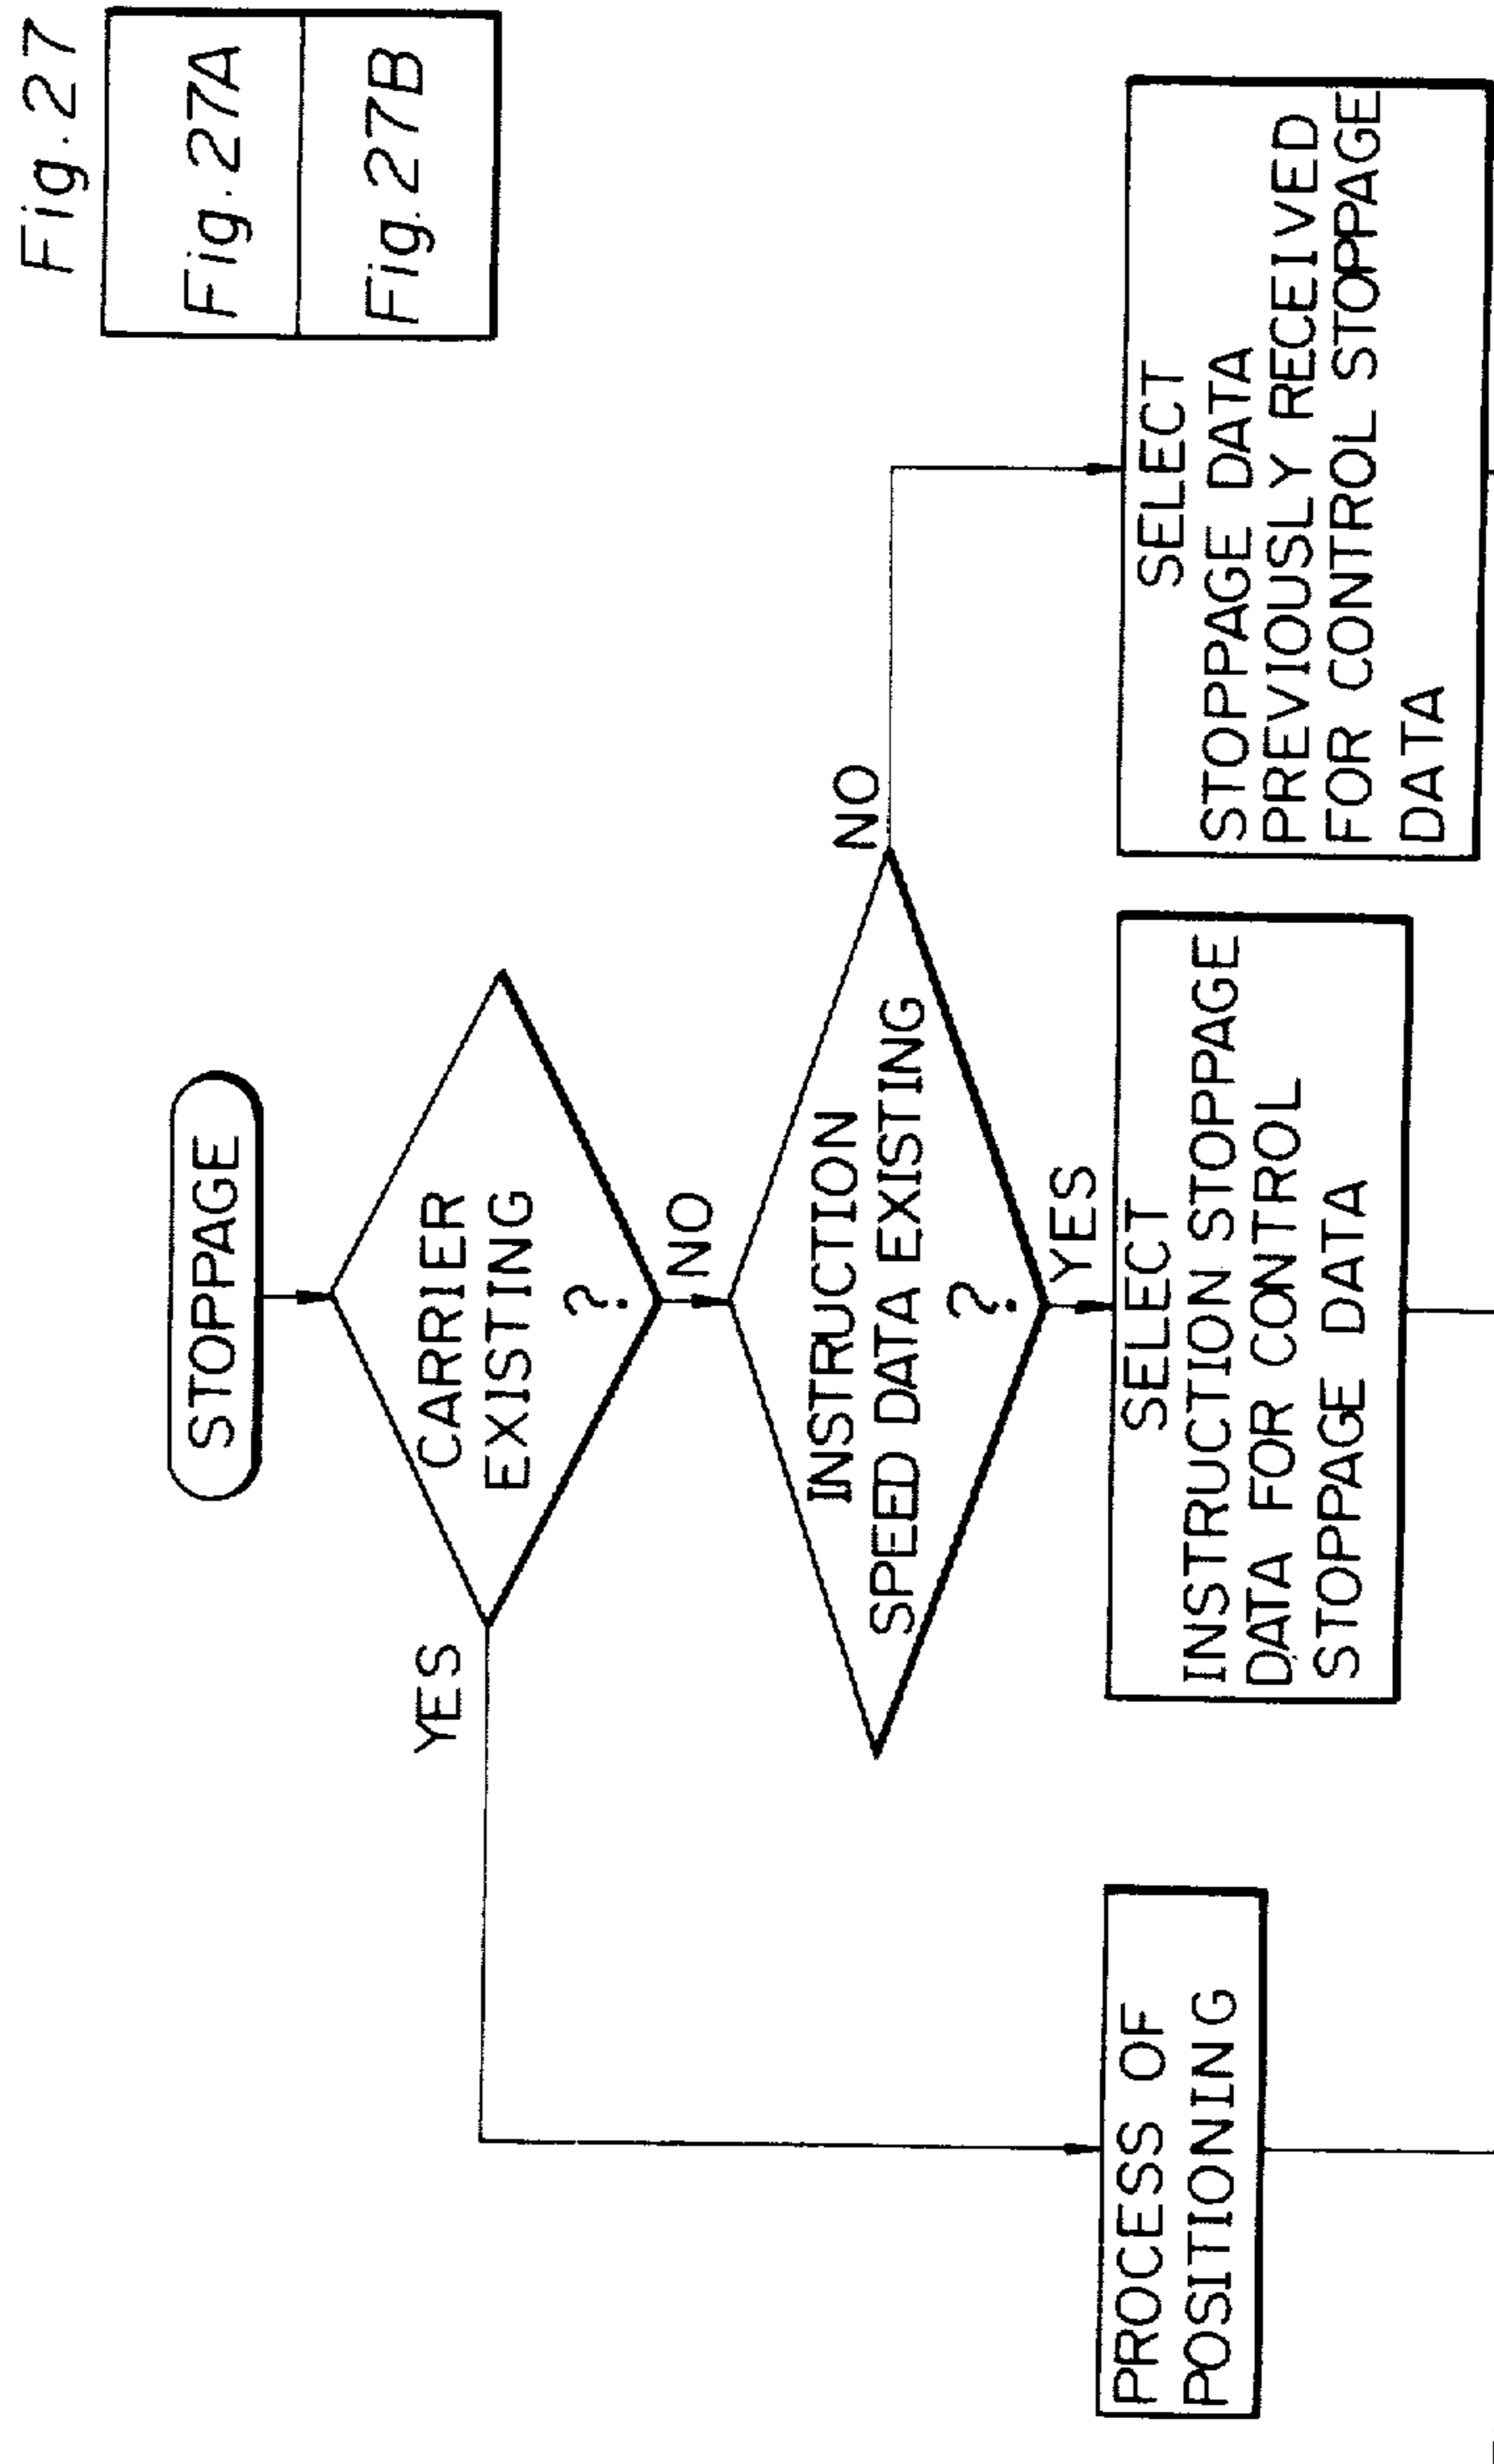 Fig.27
Fig.27A
Fig.27B
STOPPAGE
CARRIER
EXISTING
?
YES
NO
INSTRUCTION
SPEED DATA EXISTING
?
NO
YES
PROCESS OF
POSITIONING
SELECT
INSTRUCTION STOPPAGE
DATA FOR CONTROL
STOPPAGE DATA
SELECT
STOPPAGE DATA
PREVIOUSLY RECEIVED
FOR CONTROL STOPPAGE
DATA